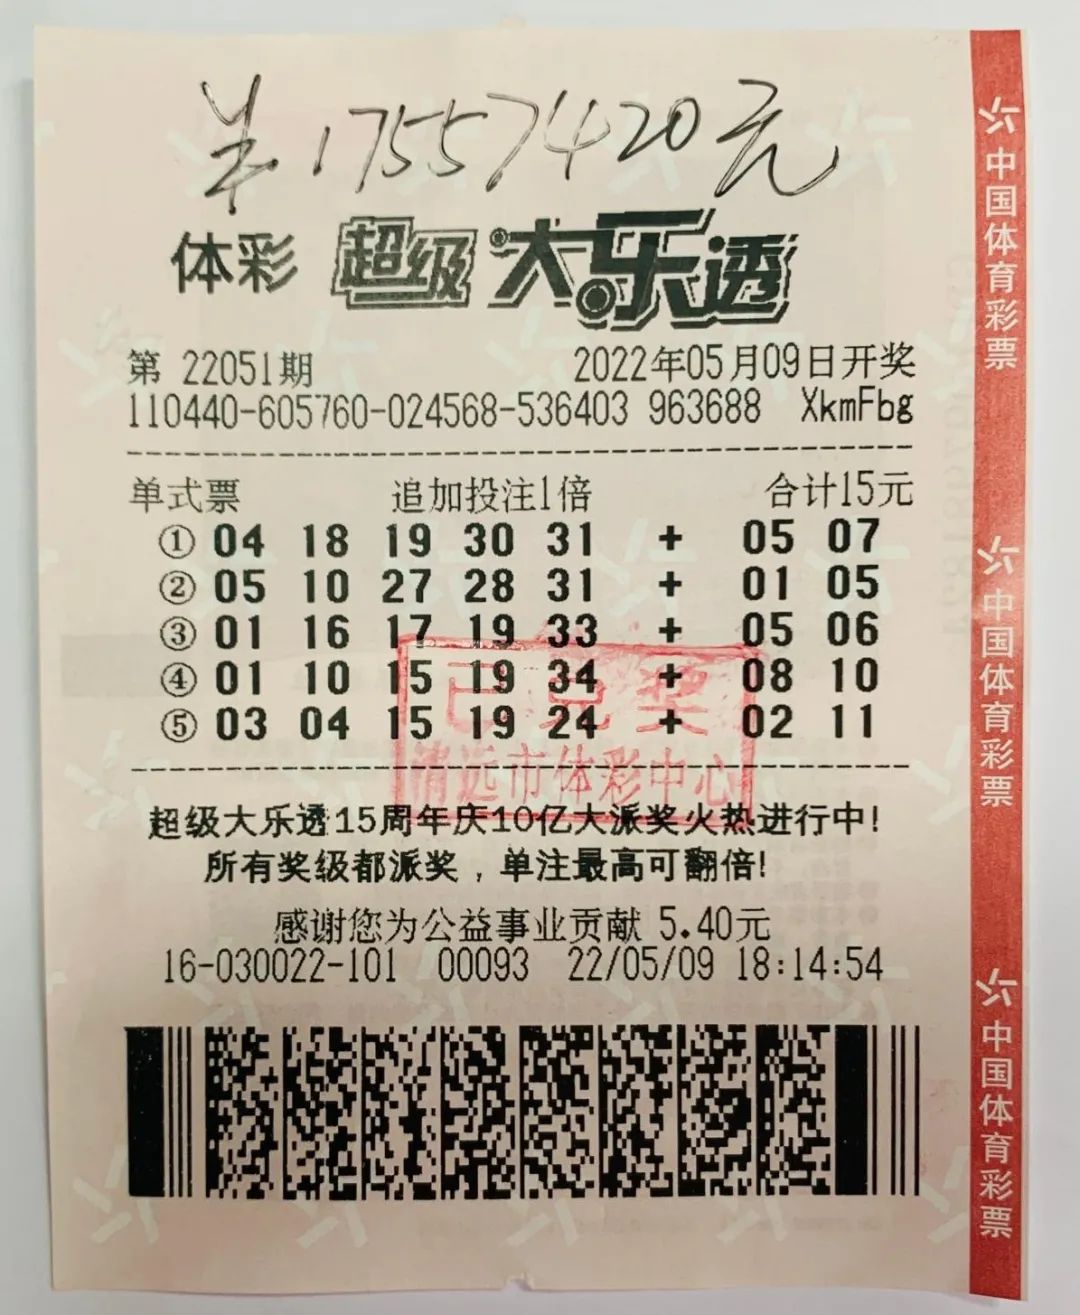 ¥17557420元
体彩 超级大乐透
第 22051期 2022年05月09日开奖
110440-605760-024568-536403 963688 XkmFbg
单式票 追加投注1倍 合计15元
① 04 18 19 30 31 + 05 07
② 05 10 27 28 31 + 01 05
③ 01 16 17 19 33 + 05 06
④ 01 10 15 19 34 + 08 10
⑤ 03 04 15 19 24 + 02 11
已兑奖
清远市体彩中心
超级大乐透15周年庆10亿大派奖火热进行中!
所有奖级都派奖，单注最高可翻倍!
感谢您为公益事业贡献 5.40元
16-030022-101 00093 22/05/09 18:14:54
中国体育彩票
中国体育彩票
中国体育彩票